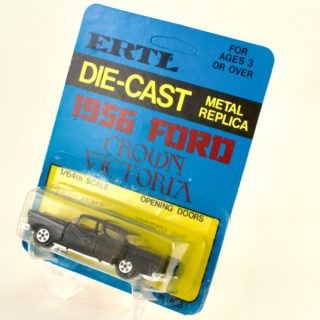 ERTL
FOR
AGES 3
OR OVER
DIE-CAST
METAL
REPLICA
1956 FORD
CROWN
VICTORIA
1/64th SCALE
OPENING DOORS